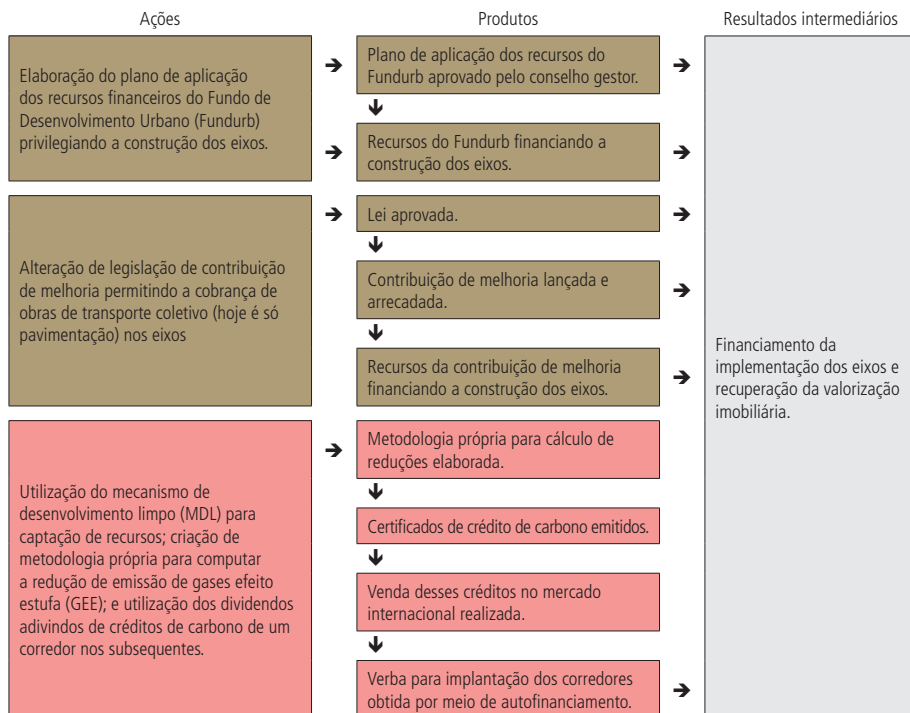 Ações
Produtos
Resultados intermediários
Elaboração do plano de aplicação
dos recursos financeiros do Fundo de
Desenvolvimento Urbano (Fundurb)
privilegiando a construção dos eixos.
Plano de aplicação dos recursos do
Fundurb aprovado pelo conselho gestor.
Recursos do Fundurb financiando a
construção dos eixos.
Alteração de legislação de contribuição
de melhoria permitindo a cobrança de
obras de transporte coletivo (hoje é só
pavimentação) nos eixos
Lei aprovada.
Contribuição de melhoria lançada e
arrecadada.
Recursos da contribuição de melhoria
financiando a construção dos eixos.
Utilização do mecanismo de
desenvolvimento limpo (MDL) para
captação de recursos; criação de
metodologia própria para computar
a redução de emissão de gases efeito
estufa (GEE); e utilização dos dividendos
adivindos de créditos de carbono de um
corredor nos subsequentes.
Metodologia própria para cálculo de
reduções elaborada.
Certificados de crédito de carbono emitidos.
Venda desses créditos no mercado
internacional realizada.
Verba para implantação dos corredores
obtida por meio de autofinanciamento.
Financiamento da
implementação dos eixos e
recuperação da valorização
imobiliária.